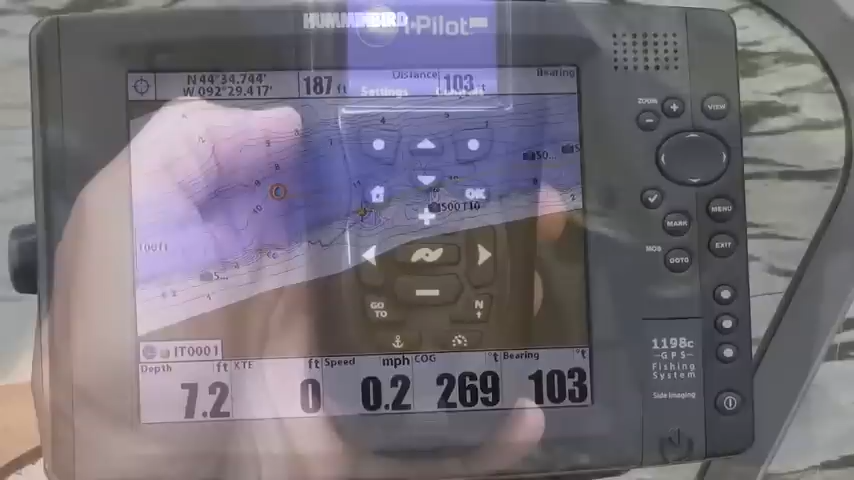 HUMMINBIRD
i-Pilot
N 44°34.744'
W 092°29.417'
187 ft
Distance
103
Bearing
Settings
ZOOM
VIEW
OK
500T10
100ft
MARK
MENU
MOB
GOTO
EXIT
GO TO
N
IT0001
Depth ft
7.2
XTE ft
0
Speed mph
0.2
COG °t
269
Bearing °t
103
1198c
-GPS-
Fishing
System
Side Imaging